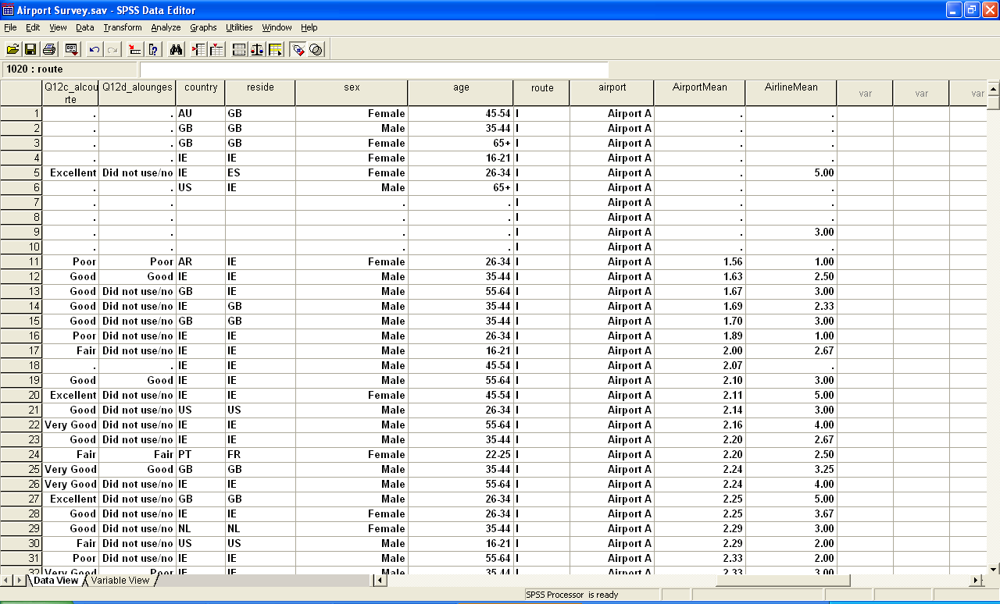 Airport Survey.sav - SPSS Data Editor
File Edit View Data Transform Analyze Graphs Utilities Window Help
1020 : route
Q12c_alcourte Q12d_alounges country reside sex age route airport AirportMean AirlineMean var var var
1 . . AU GB Female 45-54 I Airport A . .
2 . . GB GB Male 35-44 I Airport A . .
3 . . GB GB Female 65+ I Airport A . .
4 . . IE IE Female 16-21 I Airport A . .
5 Excellent Did not use/no IE ES Female 26-34 I Airport A . 5.00
6 . . US IE Male 65+ I Airport A . .
7 . . . . I Airport A . .
8 . . . . I Airport A . .
9 . . . . I Airport A . 3.00
10 . . . . I Airport A . .
11 Poor Poor AR IE Female 26-34 I Airport A 1.56 1.00
12 Good Good IE IE Male 35-44 I Airport A 1.63 2.50
13 Good Did not use/no GB IE Male 55-64 I Airport A 1.67 3.00
14 Good Did not use/no IE GB Male 35-44 I Airport A 1.69 2.33
15 Good Did not use/no GB GB Male 35-44 I Airport A 1.70 3.00
16 Poor Did not use/no IE IE Male 26-34 I Airport A 1.89 1.00
17 Fair Did not use/no IE IE Male 16-21 I Airport A 2.00 2.67
18 . . IE IE Male 45-54 I Airport A 2.07 .
19 Good Good IE IE Male 55-64 I Airport A 2.10 3.00
20 Excellent Did not use/no IE IE Female 45-54 I Airport A 2.11 5.00
21 Good Did not use/no US US Male 26-34 I Airport A 2.14 3.00
22 Very Good Did not use/no IE IE Male 55-64 I Airport A 2.16 4.00
23 Good Did not use/no IE IE Male 35-44 I Airport A 2.20 2.67
24 Fair Fair PT FR Female 22-25 I Airport A 2.20 2.50
25 Very Good Good GB GB Male 35-44 I Airport A 2.24 3.25
26 Very Good Did not use/no IE IE Male 55-64 I Airport A 2.24 4.00
27 Excellent Did not use/no GB GB Male 26-34 I Airport A 2.25 5.00
28 Good Did not use/no IE IE Female 26-34 I Airport A 2.25 3.67
29 Good Did not use/no NL NL Female 35-44 I Airport A 2.29 3.00
30 Fair Did not use/no US US Male 16-21 I Airport A 2.29 2.00
31 Poor Did not use/no IE IE Male 55-64 I Airport A 2.33 2.00
32 Very Good Poor IE IE Male 35-44 I Airport A 2.33 3.00
Data View Variable View
SPSS Processor is ready